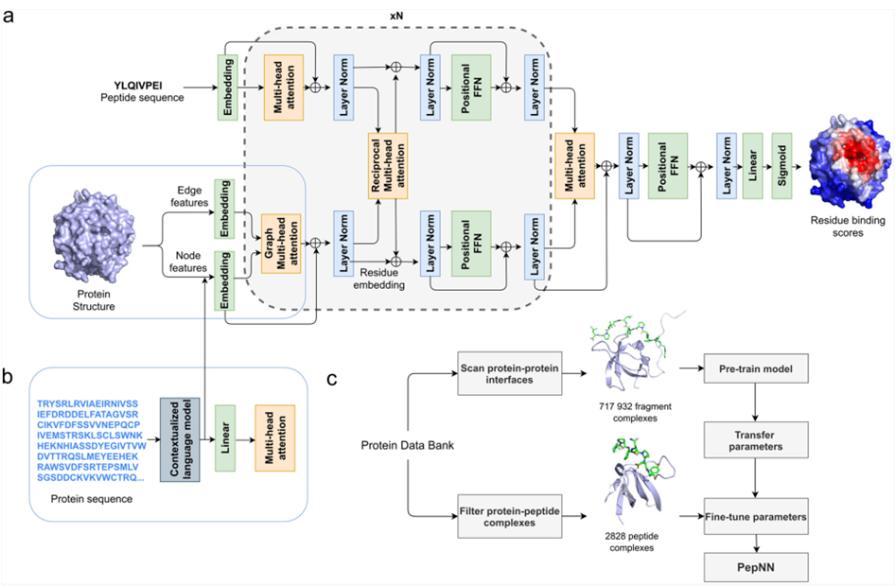 a
xN
YLQIVPEI
Peptide sequence
Embedding
Multi-head
attention
Layer Norm
Layer Norm
Positional
FFN
Layer Norm
Reciprocal
Multi-head
attention
Multi-head
attention
Layer Norm
Positional
FFN
Layer Norm
Linear
Sigmoid
Residue binding
scores
Protein
Structure
Edge
features
Node
features
Embedding
Embedding
Graph
Multi-head
attention
Layer Norm
Residue
embedding
Layer Norm
Positional
FFN
Layer Norm
b
TRYSRLRVIAEIRNIVSS
IEFDRDDELFATAGVSR
CIKVFDFSSVVNEPQCP
IVEMSTRSKLSCLSWNK
HEKNHIASSDYEGIVTVW
DVTTRQSLMEYEEHEK
RAWSVDFSRTEPSMLV
SGSDDCKVKVWCTRQ...
Protein sequence
Contextualized
language model
Linear
Multi-head
attention
c
Protein Data Bank
Scan protein-protein
interfaces
717 932 fragment
complexes
Pre-train model
Transfer
parameters
Filter protein-peptide
complexes
2828 peptide
complexes
Fine-tune parameters
PepNN